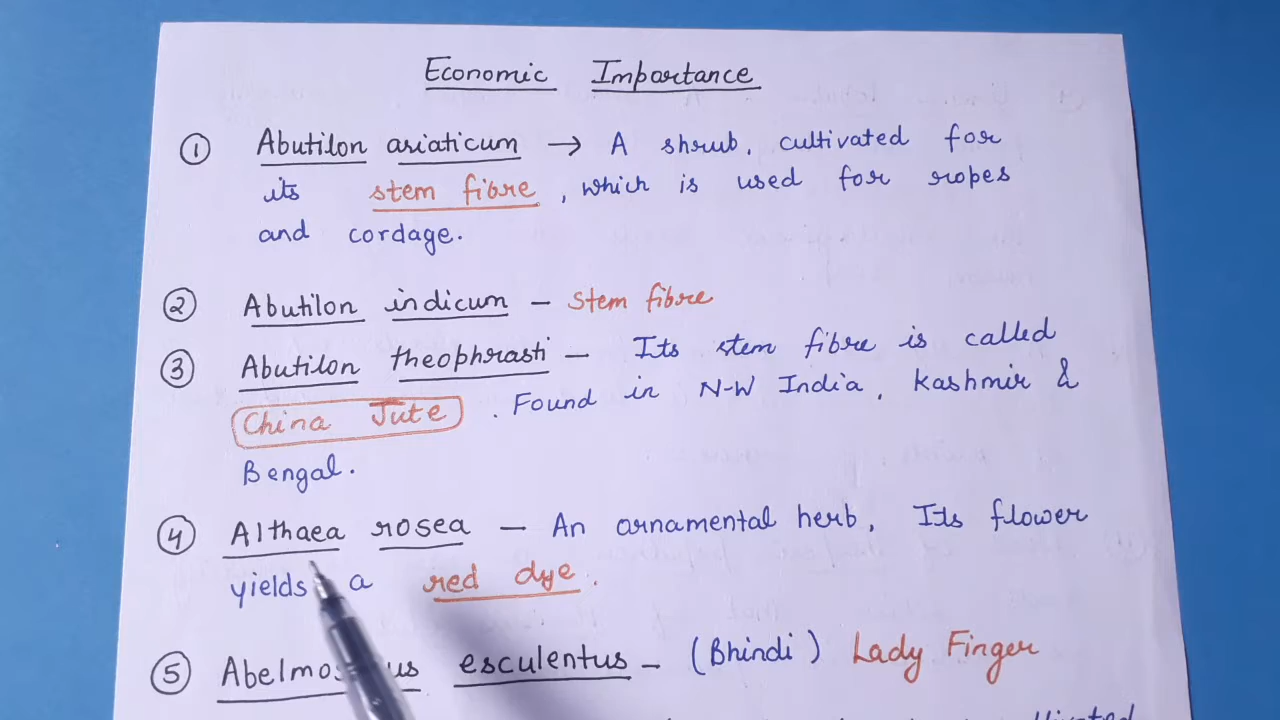 Economic Importance
① Abutilon asiaticum → A shrub, cultivated for
its stem fibre, which is used for ropes
and cordage.
② Abutilon indicum - Stem fibre
③ Abutilon theophrasti - Its stem fibre is called
China Jute. Found in N-W India, Kashmir &
Bengal.
④ Althaea rosea - An ornamental herb, Its flower
yields a red dye.
⑤ esculentus - (Bhindi) Lady Finger